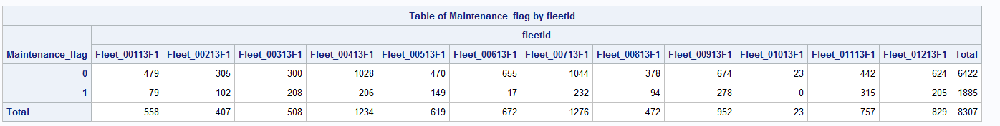 Table of Maintenance_flag by fleetid
fleetid
Maintenance_flag Fleet_00113F1 Fleet_00213F1 Fleet_00313F1 Fleet_00413F1 Fleet_00513F1 Fleet_00613F1 Fleet_00713F1 Fleet_00813F1 Fleet_00913F1 Fleet_01013F1 Fleet_01113F1 Fleet_01213F1 Total
0 479 305 300 1028 470 655 1044 378 674 23 442 624 6422
1 79 102 208 206 149 17 232 94 278 0 315 205 1885
Total 558 407 508 1234 619 672 1276 472 952 23 757 829 8307